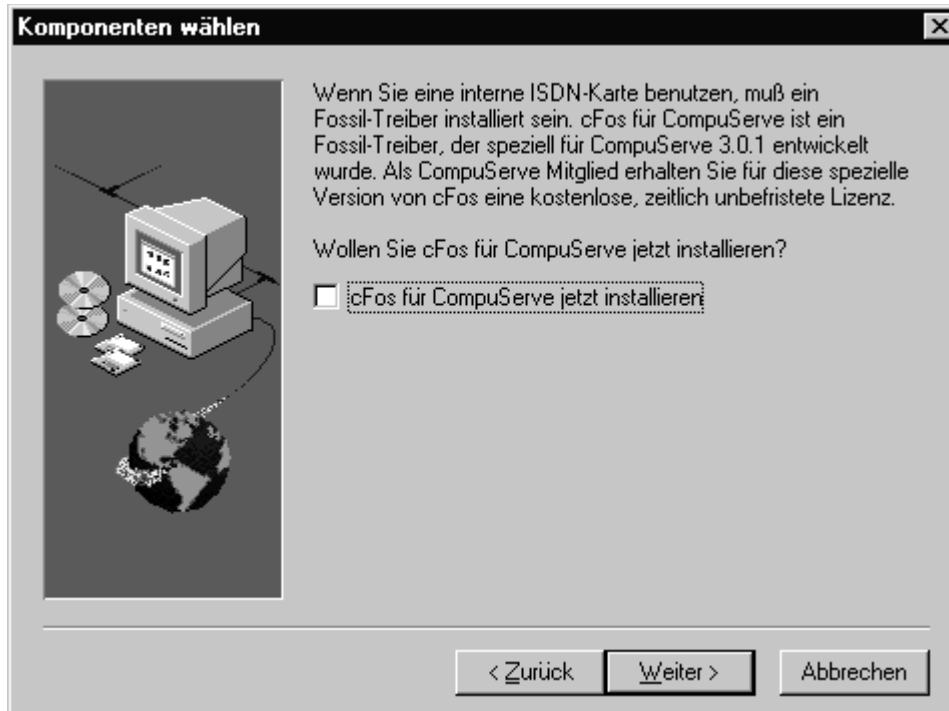 Komponenten wählen
Wenn Sie eine interne ISDN-Karte benutzen, muß ein
Fossil-Treiber installiert sein. cFos für CompuServe ist ein
Fossil-Treiber, der speziell für CompuServe 3.0.1 entwickelt
wurde. Als CompuServe Mitglied erhalten Sie für diese spezielle
Version von cFos eine kostenlose, zeitlich unbefristete Lizenz.
Wollen Sie cFos für CompuServe jetzt installieren?
cFos für CompuServe jetzt installieren
< Zurück
Weiter >
Abbrechen